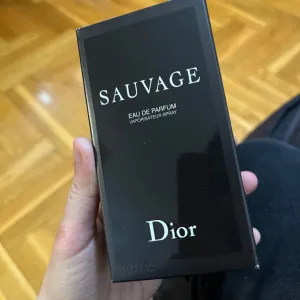 SAUVAGE
EAU DE PARFUM
VAPORISATEUR SPRAY
Dior